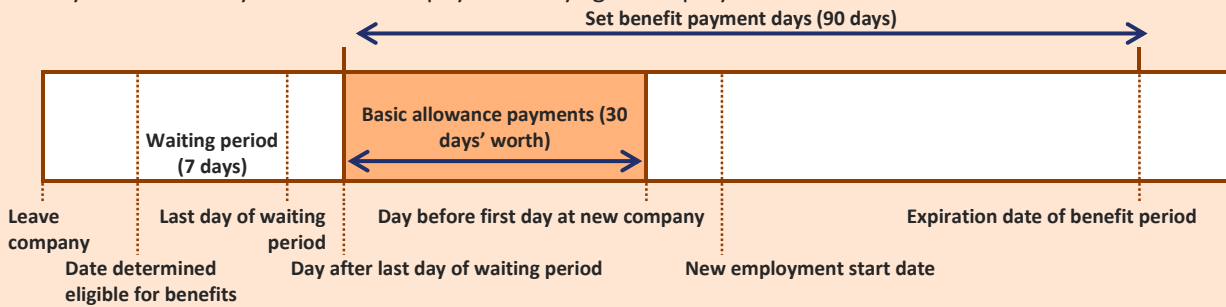 Set benefit payment days (90 days)
Basic allowance payments (30
days’ worth)
Waiting period
(7 days)
Leave
company
Last day of waiting
period
Day before first day at new company
Expiration date of benefit period
Date determined
eligible for benefits
Day after last day of waiting period
New employment start date